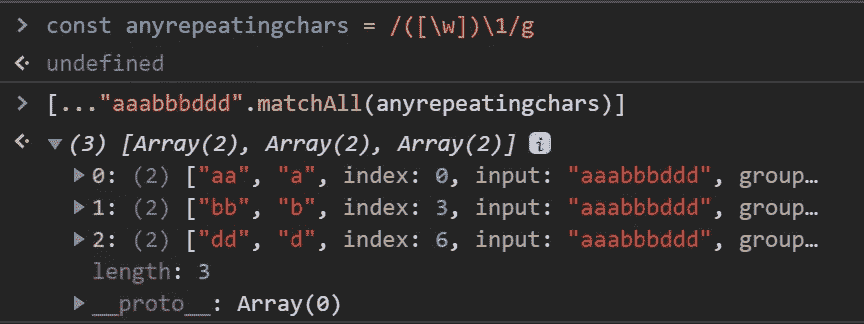 > const anyrepeatingchars = /([\w])\1/g
undefined
> [..."aaabbbddd".matchAll(anyrepeatingchars)]
(3) [Array(2), Array(2), Array(2)] i
0: (2) ["aa", "a", index: 0, input: "aaabbbddd", group…
1: (2) ["bb", "b", index: 3, input: "aaabbbddd", group…
2: (2) ["dd", "d", index: 6, input: "aaabbbddd", group…
length: 3
__proto__: Array(0)